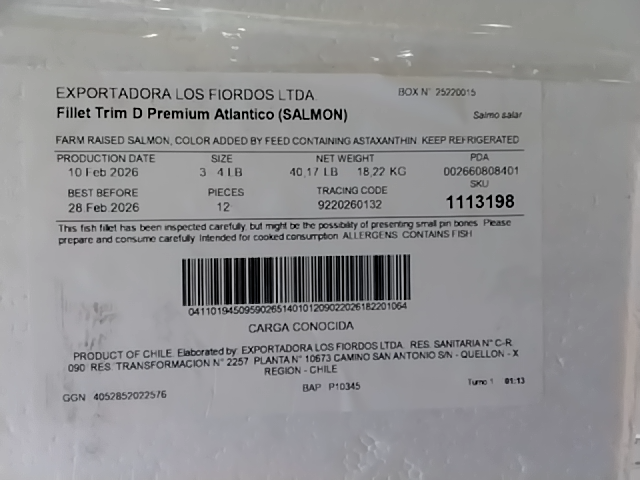 EXPORTADORA LOS FIORDOS LTDA.
BOX N° 25220015
Fillet Trim D Premium Atlantico (SALMON)
Salmo salar
FARM RAISED SALMON, COLOR ADDED BY FEED CONTAINING ASTAXANTHIN KEEP REFRIGERATED
PRODUCTION DATE SIZE NET WEIGHT PDA
10 Feb 2026 3 4 LB 40,17 LB 18,22 KG 002660808401
BEST BEFORE PIECES TRACING CODE SKU
28 Feb 2026 12 9220260132 1113198
This fish fillet has been inspected carefully, but might be the possibility of presenting small pin bones. Please
prepare and consume carefully. Intended for cooked consumption. ALLERGENS: CONTAINS FISH
0411019450959026514010120902202618220 1064
CARGA CONOCIDA
PRODUCT OF CHILE. Elaborated by: EXPORTADORA LOS FIORDOS LTDA. RES. SANITARIA N° C-R
090 RES. TRANSFORMACION N° 2257 PLANTA N° 10673 CAMINO SAN ANTONIO S/N - QUELLON - X
REGION - CHILE
GGN 4052852022576
BAP P10345
Turno 1 01:13